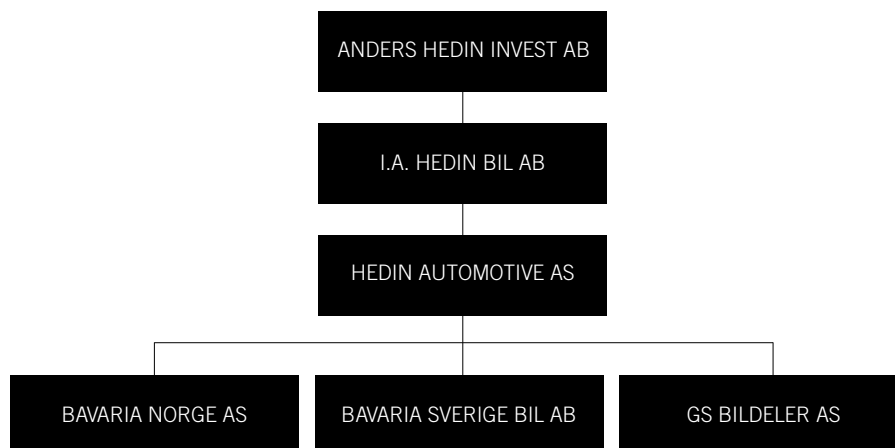 ANDERS HEDIN INVEST AB
I.A. HEDIN BIL AB
HEDIN AUTOMOTIVE AS
BAVARIA NORGE AS
BAVARIA SVERIGE BIL AB
GS BILDELER AS